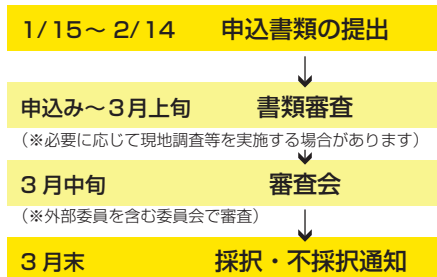 1/15～2/14　申込書類の提出
申込み～3月上旬　書類審査
（※必要に応じて現地調査等を実施する場合があります）
3月中旬　審査会
（※外部委員を含む委員会で審査）
3月末　採択・不採択通知